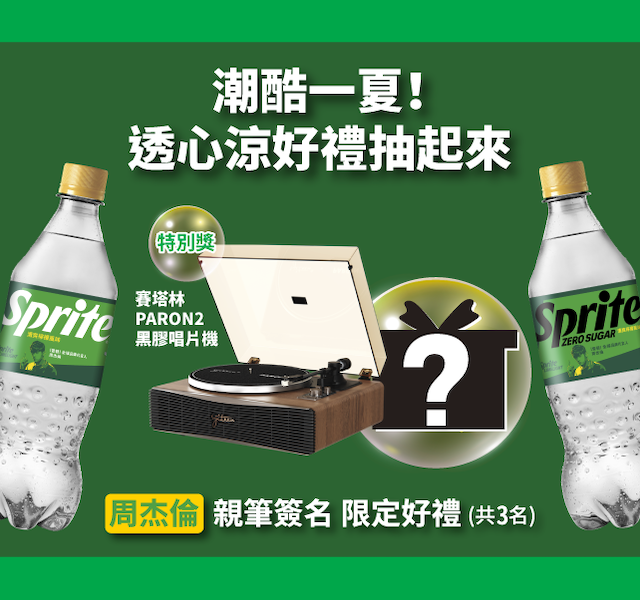 潮酷一夏！
透心涼好禮抽起來
特別獎
賽塔林
PARON2
黑膠唱片機
?
Sprite
Sprite
ZERO SUGAR
周杰倫 親筆簽名 限定好禮 (共3名)